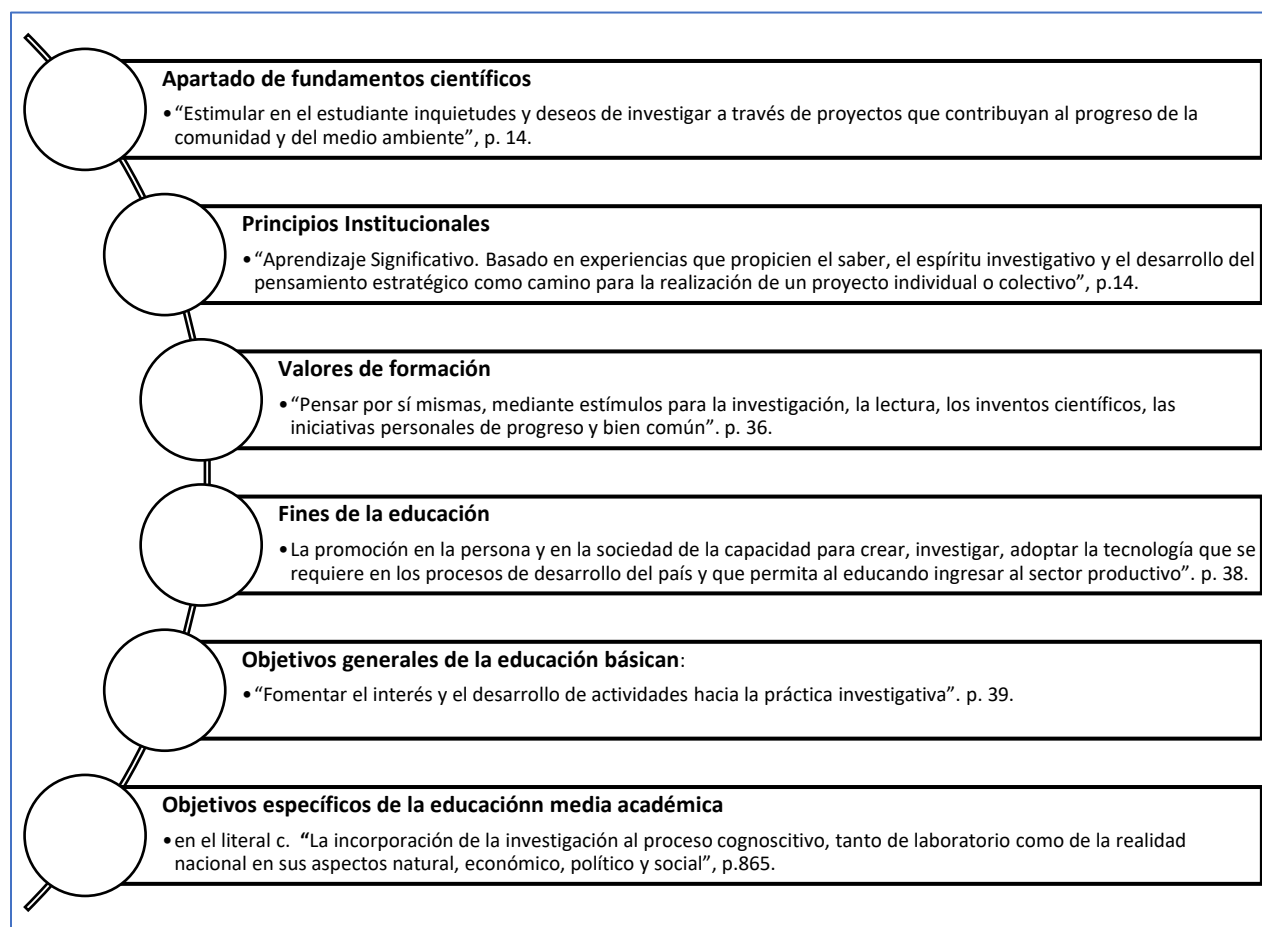 Apartado de fundamentos científicos
•“Estimular en el estudiante inquietudes y deseos de investigar a través de proyectos que contribuyan al progreso de la
comunidad y del medio ambiente”, p. 14.
Principios Institucionales
•“Aprendizaje Significativo. Basado en experiencias que propicien el saber, el espíritu investigativo y el desarrollo del
pensamiento estratégico como camino para la realización de un proyecto individual o colectivo”, p.14.
Valores de formación
•“Pensar por sí mismas, mediante estímulos para la investigación, la lectura, los inventos científicos, las
iniciativas personales de progreso y bien común”. p. 36.
Fines de la educación
•La promoción en la persona y en la sociedad de la capacidad para crear, investigar, adoptar la tecnología que se
requiere en los procesos de desarrollo del país y que permita al educando ingresar al sector productivo”. p. 38.
Objetivos generales de la educación básican:
•“Fomentar el interés y el desarrollo de actividades hacia la práctica investigativa”. p. 39.
Objetivos específicos de la educaciónn media académica
•en el literal c. “La incorporación de la investigación al proceso cognoscitivo, tanto de laboratorio como de la realidad
nacional en sus aspectos natural, económico, político y social”, p.865.